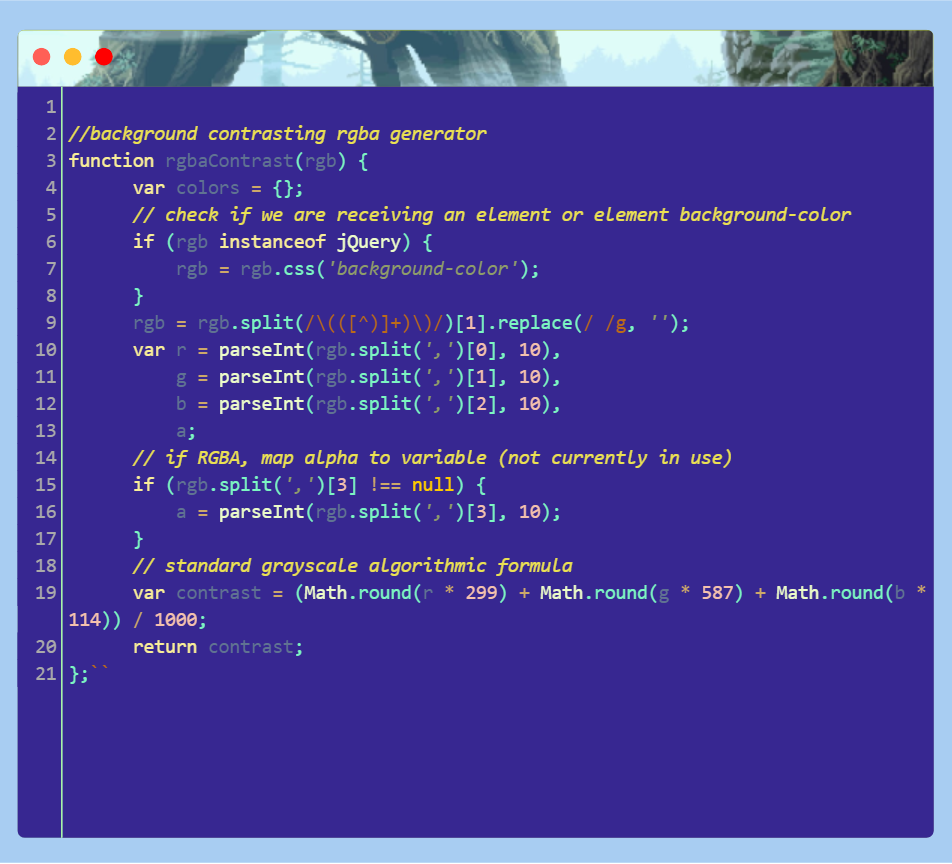 1
2 //background contrasting rgba generator
3 function rgbaContrast(rgb) {
4 var colors = {};
5 // check if we are receiving an element or element background-color
6 if (rgb instanceof jQuery) {
7 rgb = rgb.css('background-color');
8 }
9 rgb = rgb.split(/\(([^)]+)\)/)[1].replace(/ /g, '');
10 var r = parseInt(rgb.split(',')[0], 10),
11 g = parseInt(rgb.split(',')[1], 10),
12 b = parseInt(rgb.split(',')[2], 10),
13 a;
14 // if RGBA, map alpha to variable (not currently in use)
15 if (rgb.split(',')[3] !== null) {
16 a = parseInt(rgb.split(',')[3], 10);
17 }
18 // standard grayscale algorithmic formula
19 var contrast = (Math.round(r * 299) + Math.round(g * 587) + Math.round(b *
114)) / 1000;
20 return contrast;
21 };``